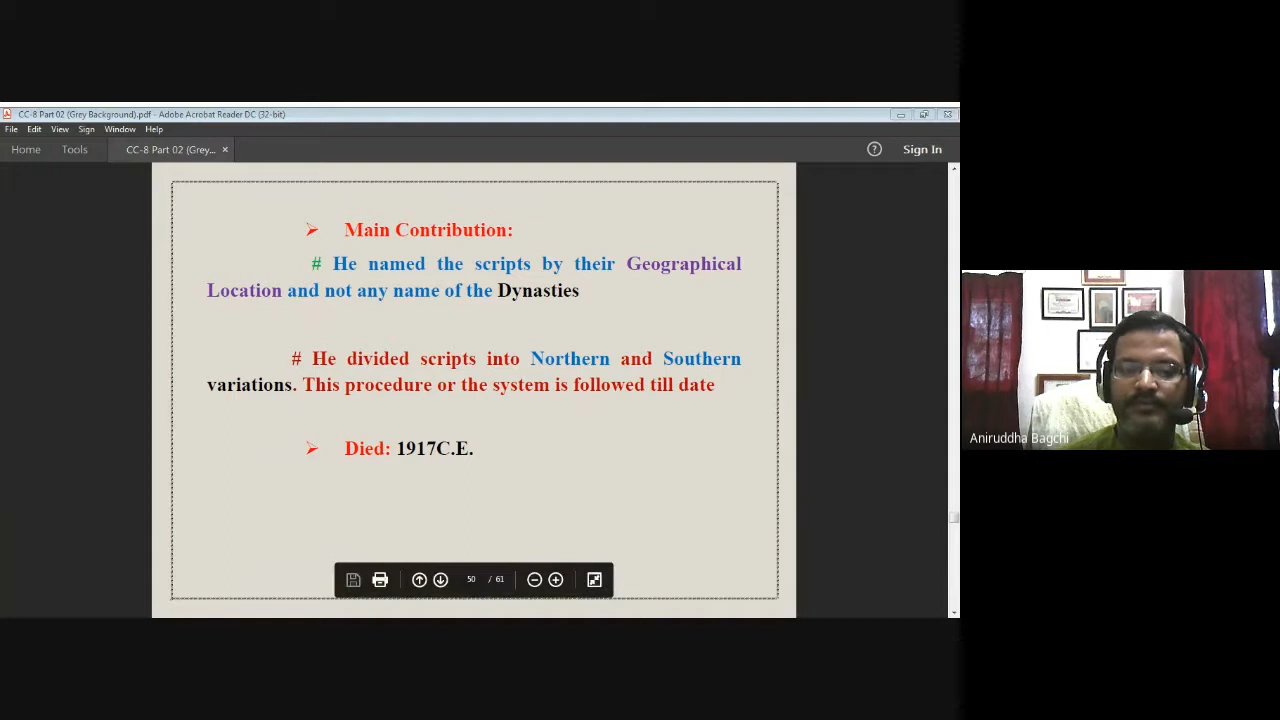 CC-8 Part 02 (Grey Background).pdf - Adobe Acrobat Reader DC (32-bit)
File Edit View Sign Window Help
Home Tools CC-8 Part 02 (Grey... × Sign In
Main Contribution:
# He named the scripts by their Geographical
Location and not any name of the Dynasties
# He divided scripts into Northern and Southern
variations. This procedure or the system is followed till date
Died: 1917C.E.
50 / 61
Aniruddha Bagchi